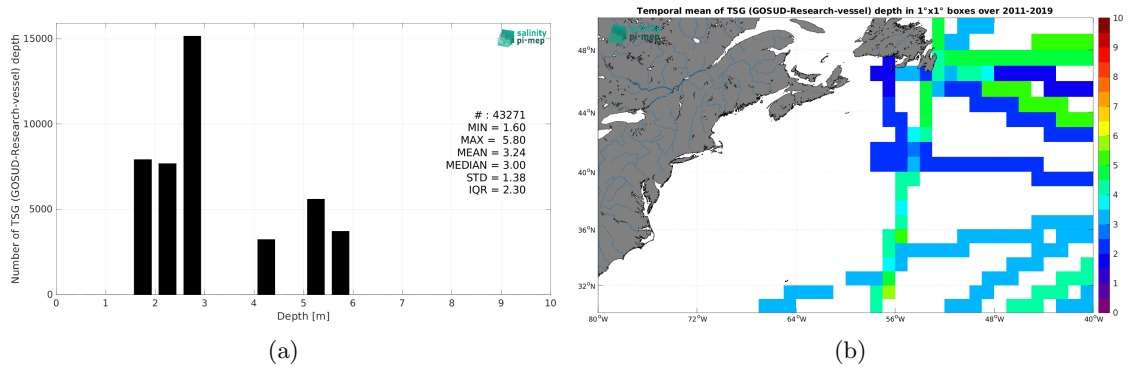 15000
10000
5000
0
Number of TSG (GOSUD-Research-vessel) depth
salinity
pi-mep
# : 43271
MIN = 1.60
MAX = 5.80
MEAN = 3.24
MEDIAN = 3.00
STD = 1.38
IQR = 2.30
0 1 2 3 4 5 6 7 8 9 10
Depth [m]
(a)
Temporal mean of TSG (GOSUD-Research-vessel) depth in 1°x1° boxes over 2011-2019
salinity
pi-mep
48°N
44°N
40°N
36°N
32°N
80°W 72°W 64°W 56°W 48°W 40°W
10
9
8
7
6
5
4
3
2
1
0
(b)